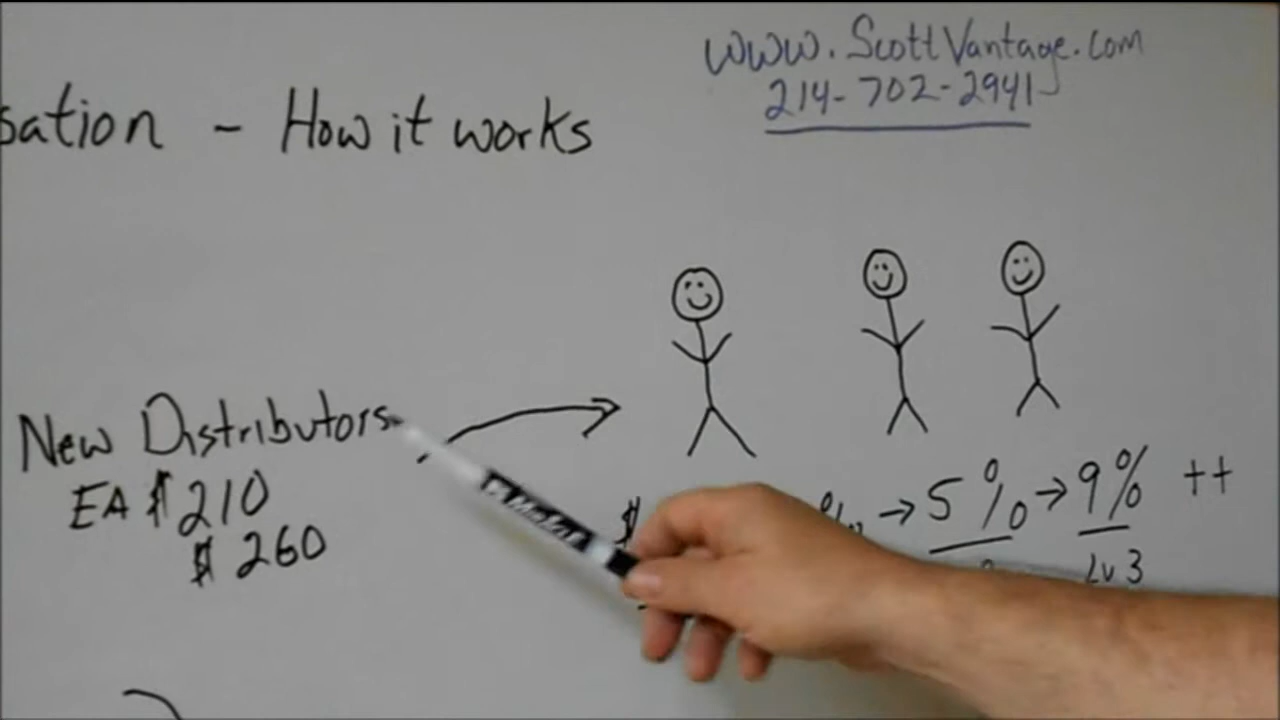 www.ScottVantage.com
214-702-2941
sation - How it works
New Distributors
EA $210
$260
$ % → 5% → 9% ++
Lv 3